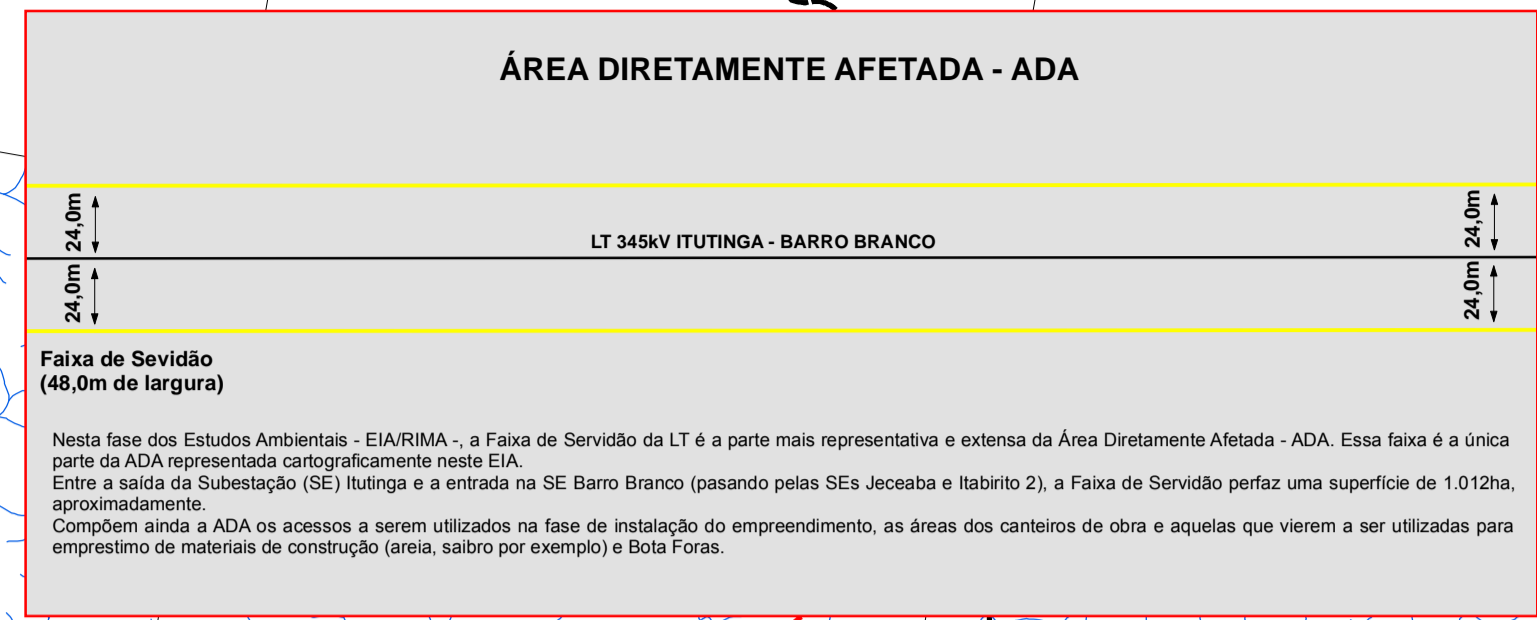 ÁREA DIRETAMENTE AFETADA - ADA
24,0m
24,0m
LT 345kV ITUTINGA - BARRO BRANCO
24,0m
24,0m
Faixa de Sevidão
(48,0m de largura)
Nesta fase dos Estudos Ambientais - EIA/RIMA -, a Faixa de Servidão da LT é a parte mais representativa e extensa da Área Diretamente Afetada - ADA. Essa faixa é a única
parte da ADA representada cartograficamente neste EIA.
Entre a saída da Subestação (SE) Itutinga e a entrada na SE Barro Branco (pasando pelas SEs Jeceaba e Itabirito 2), a Faixa de Servidão perfaz uma superfície de 1.012ha,
aproximadamente.
Compõem ainda a ADA os acessos a serem utilizados na fase de instalação do empreendimento, as áreas dos canteiros de obra e aquelas que vierem a ser utilizadas para
emprestimo de materiais de construção (areia, saibro por exemplo) e Bota Foras.